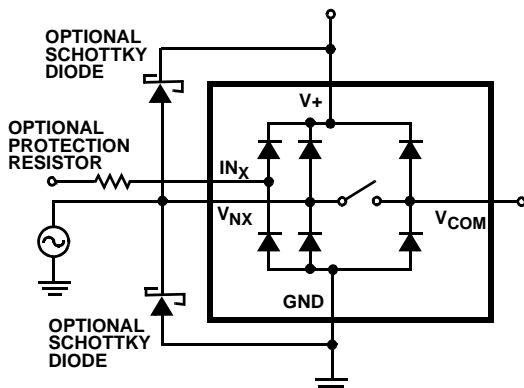 OPTIONAL
SCHOTTKY
DIODE
V+
OPTIONAL
PROTECTION
RESISTOR
INX
VNX
VCOM
GND
OPTIONAL
SCHOTTKY
DIODE